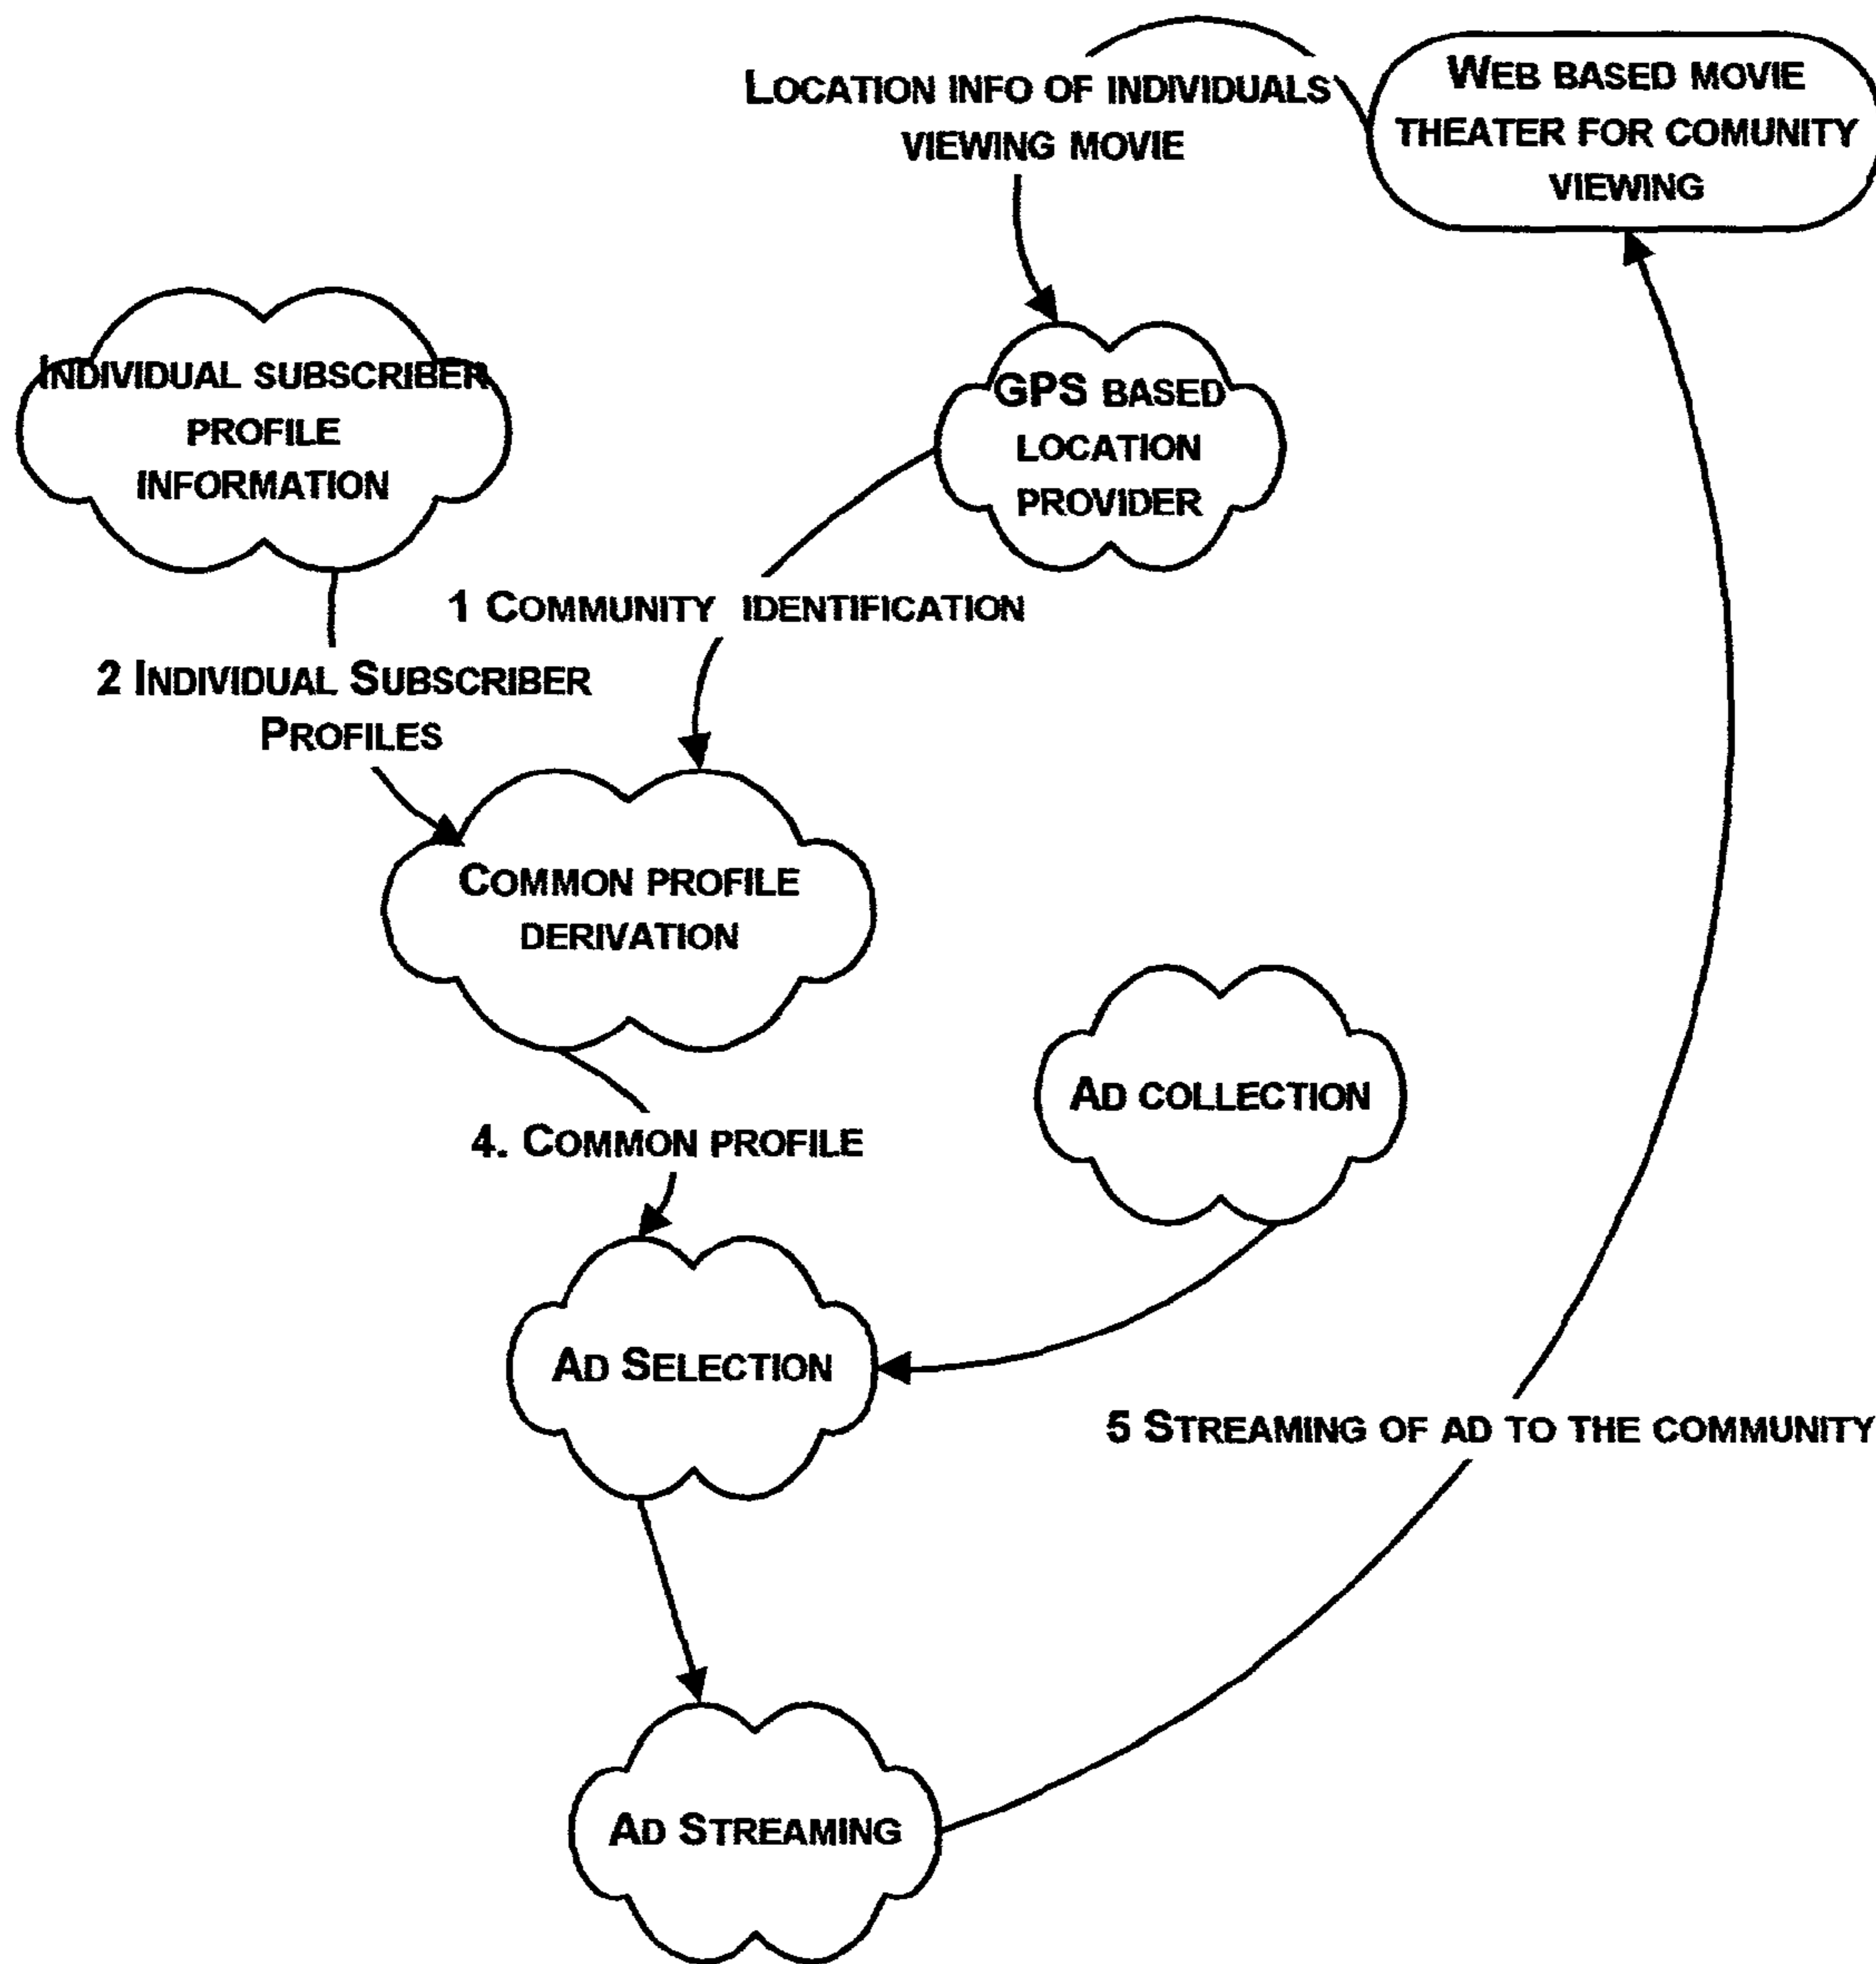 LOCATION INFO OF INDIVIDUALS
VIEWING MOVIE
WEB BASED MOVIE
THEATER FOR COMUNITY
VIEWING
INDIVIDUAL SUBSCRIBER
PROFILE
INFORMATION
GPS BASED
LOCATION
PROVIDER
1 COMMUNITY IDENTIFICATION
2 INDIVIDUAL SUBSCRIBER
PROFILES
COMMON PROFILE
DERIVATION
AD COLLECTION
4. COMMON PROFILE
AD SELECTION
5 STREAMING OF AD TO THE COMMUNITY
AD STREAMING